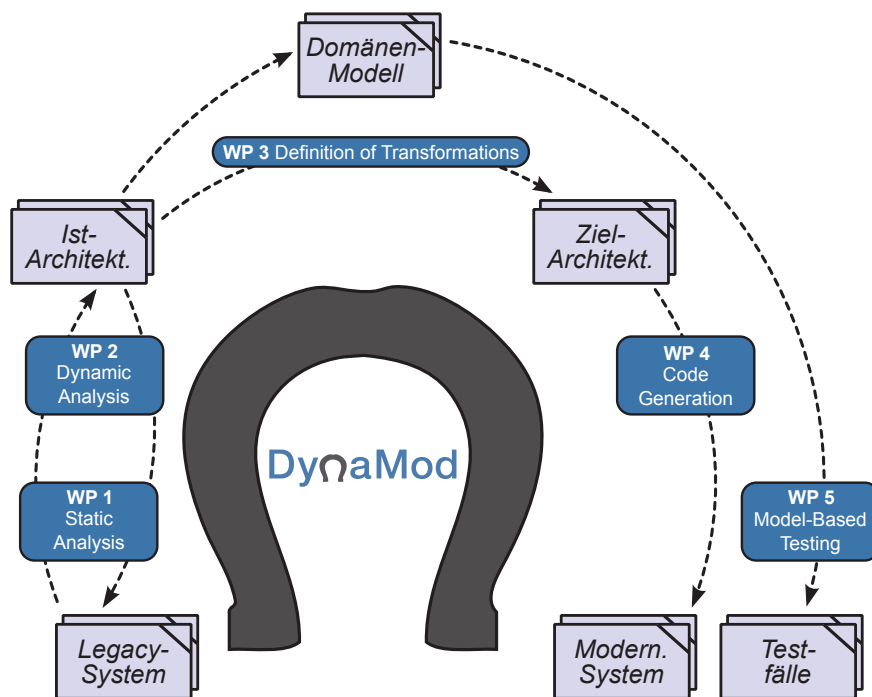 Domänen-
Modell
WP 3 Definition of Transformations
Ist-
Architekt.
Ziel-
Architekt.
WP 2
Dynamic
Analysis
WP 4
Code
Generation
DynaMod
WP 1
Static
Analysis
WP 5
Model-Based
Testing
Legacy-
System
Modern.
System
Test-
fälle